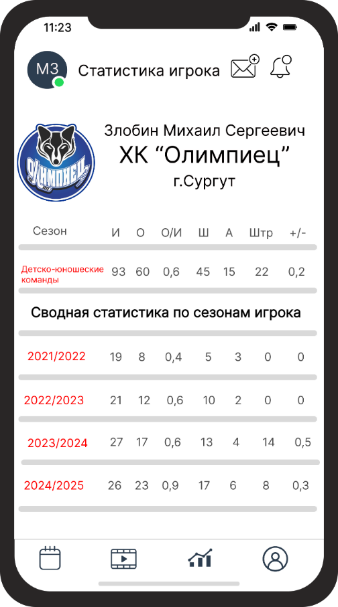 11:23
МЗ Статистика игрока
Злобин Михаил Сергеевич
ХК “Олимпиец”
ОЛИМПИЕЦ
г.Сургут
Сезон И О О/И Ш А Штр +/-
Детско-юношеские
команды 93 60 0,6 45 15 22 0,2
Сводная статистика по сезонам игрока
2021/2022 19 8 0,4 5 3 0 0
2022/2023 21 12 0,6 10 2 0 0
2023/2024 27 17 0,6 13 4 14 0,5
2024/2025 26 23 0,9 17 6 8 0,3